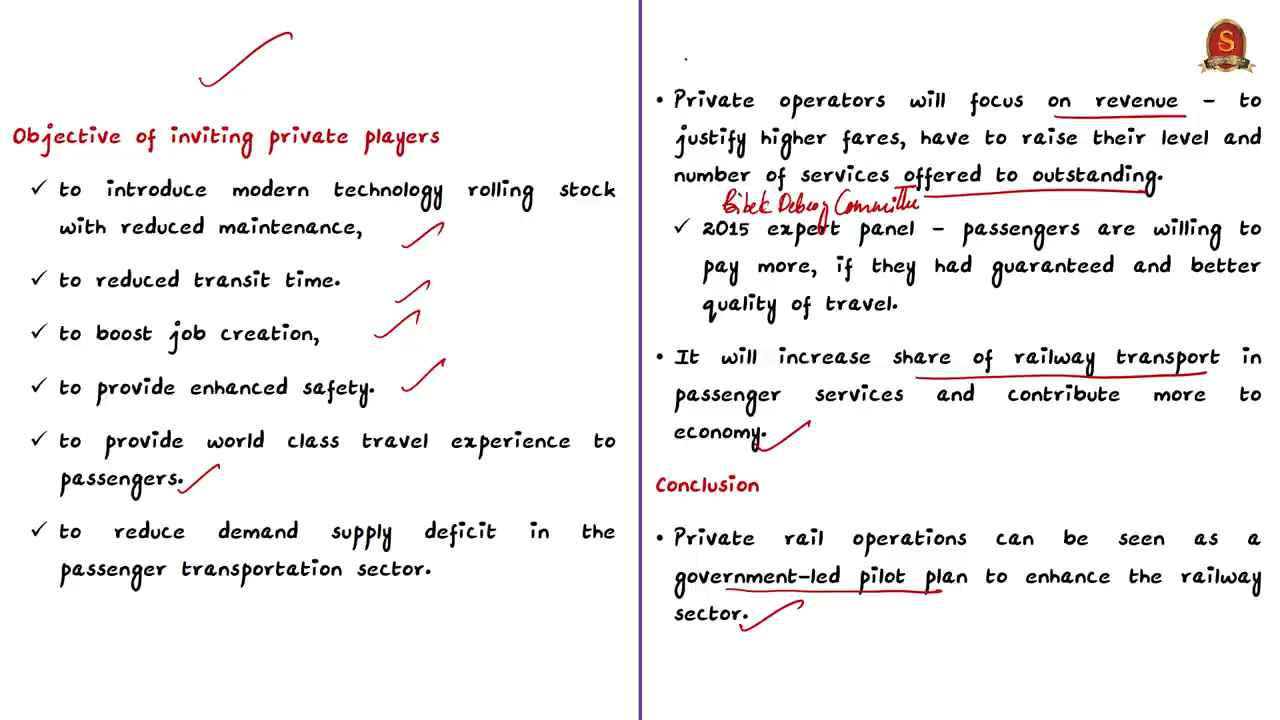 Objective of inviting private players
✓ to introduce modern technology rolling stock
with reduced maintenance,
✓ to reduced transit time.
✓ to boost job creation,
✓ to provide enhanced safety.
✓ to provide world class travel experience to
passengers.
✓ to reduce demand supply deficit in the
passenger transportation sector.
S
• Private operators will focus on revenue – to
justify higher fares, have to raise their level and
number of services offered to outstanding.
Bibek Debroy Committee
✓ 2015 expert panel – passengers are willing to
pay more, if they had guaranteed and better
quality of travel.
• It will increase share of railway transport in
passenger services and contribute more to
economy.
Conclusion
• Private rail operations can be seen as a
government-led pilot plan to enhance the railway
sector.